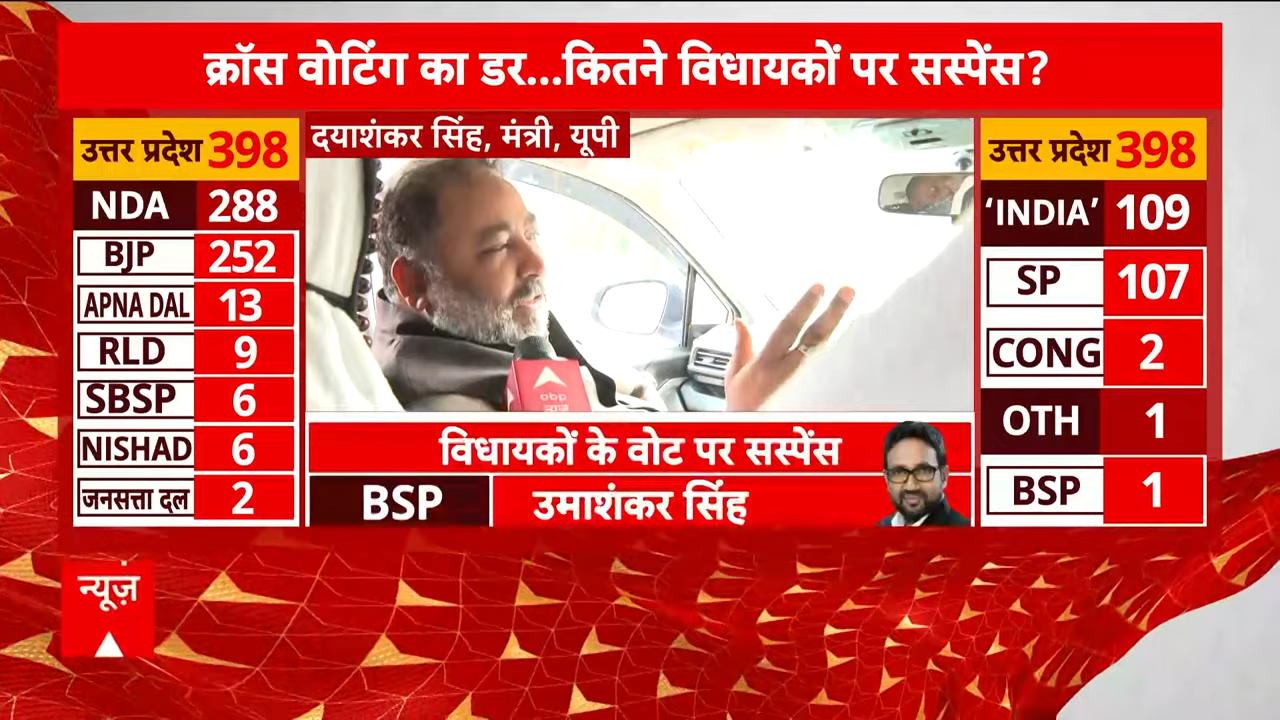 क्रॉस वोटिंग का डर...कितने विधायकों पर सस्पेंस?
उत्तर प्रदेश 398
NDA 288
BJP 252
APNA DAL 13
RLD 9
SBSP 6
NISHAD 6
जनसत्ता दल 2
दयाशंकर सिंह, मंत्री, यूपी
abp
न्यूज़
विधायकों के वोट पर सस्पेंस
BSP उमाशंकर सिंह
उत्तर प्रदेश 398
‘INDIA’ 109
SP 107
CONG 2
OTH 1
BSP 1
न्यूज़